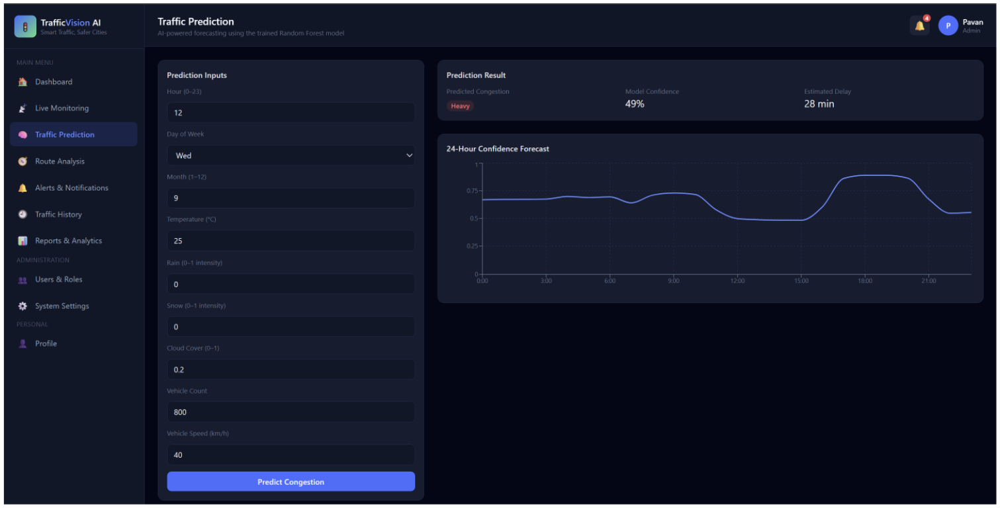 TrafficVision AI
Smart Traffic, Safer Cities
MAIN MENU
Dashboard
Live Monitoring
Traffic Prediction
Route Analysis
Alerts & Notifications
Traffic History
Reports & Analytics
ADMINISTRATION
Users & Roles
System Settings
PERSONAL
Profile
Traffic Prediction
AI-powered forecasting using the trained Random Forest model
4
P
Pavan
Admin
Prediction Inputs
Hour (0–23)
12
Day of Week
Wed
Month (1–12)
9
Temperature (°C)
25
Rain (0–1 intensity)
0
Snow (0–1 intensity)
0
Cloud Cover (0–1)
0.2
Vehicle Count
800
Vehicle Speed (km/h)
40
Predict Congestion
Prediction Result
Predicted Congestion
Heavy
Model Confidence
49%
Estimated Delay
28 min
24-Hour Confidence Forecast
1
0.75
0.5
0.25
0
0:00 3:00 6:00 9:00 12:00 15:00 18:00 21:00